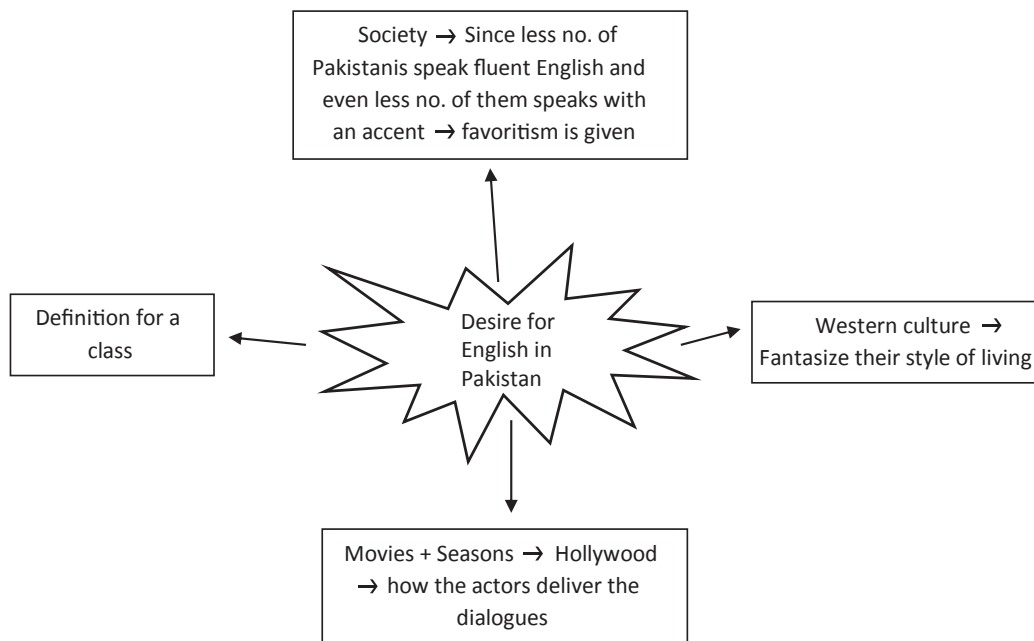 Society → Since less no. of
Pakistanis speak fluent English and
even less no. of them speaks with
an accent → favoritism is given
Definition for a
class
Desire for
English in
Pakistan
Western culture →
Fantasize their style of living
Movies + Seasons → Hollywood
→ how the actors deliver the
dialogues